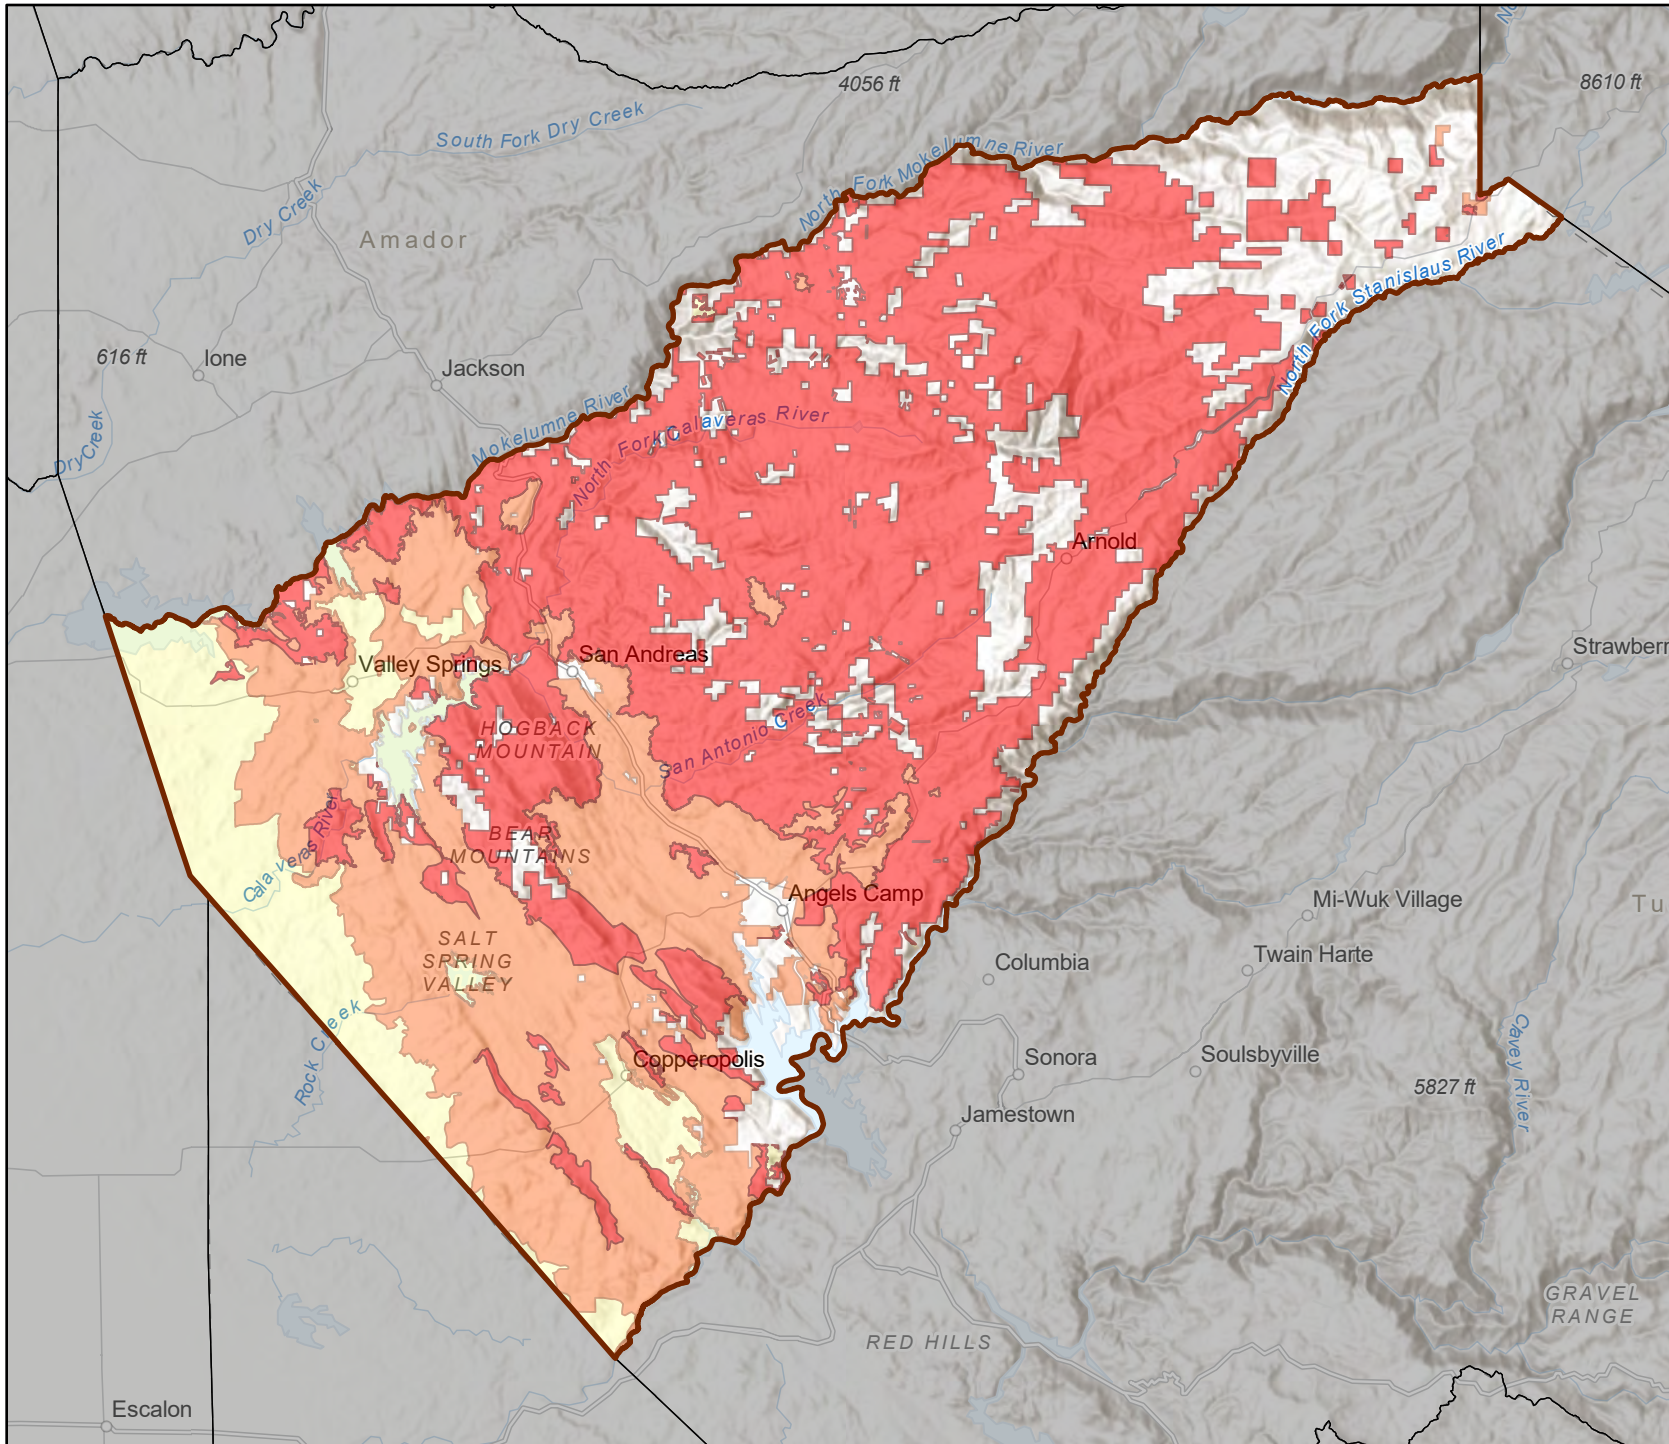 No
4056 ft
8610 ft
South Fork Dry Creek
North Fork Mokelumne River
Dry Creek
Amador
North Fork Stanislaus River
616 ft
Ione
Jackson
Mokelumne River
North Fork Calaveras River
Dry Creek
Arnold
Strawberr
San Andreas
Valley Springs
HOGBACK
MOUNTAIN
San Antonio Creek
BEAR
MOUNTAINS
Calaveras River
Angels Camp
Mi-Wuk Village
Tu
SALT
SPRING
VALLEY
Columbia
Twain Harte
Rock Creek
Copperopolis
Sonora
Soulsbyville
Clavey River
5827 ft
Jamestown
GRAVEL
RANGE
RED HILLS
Escalon